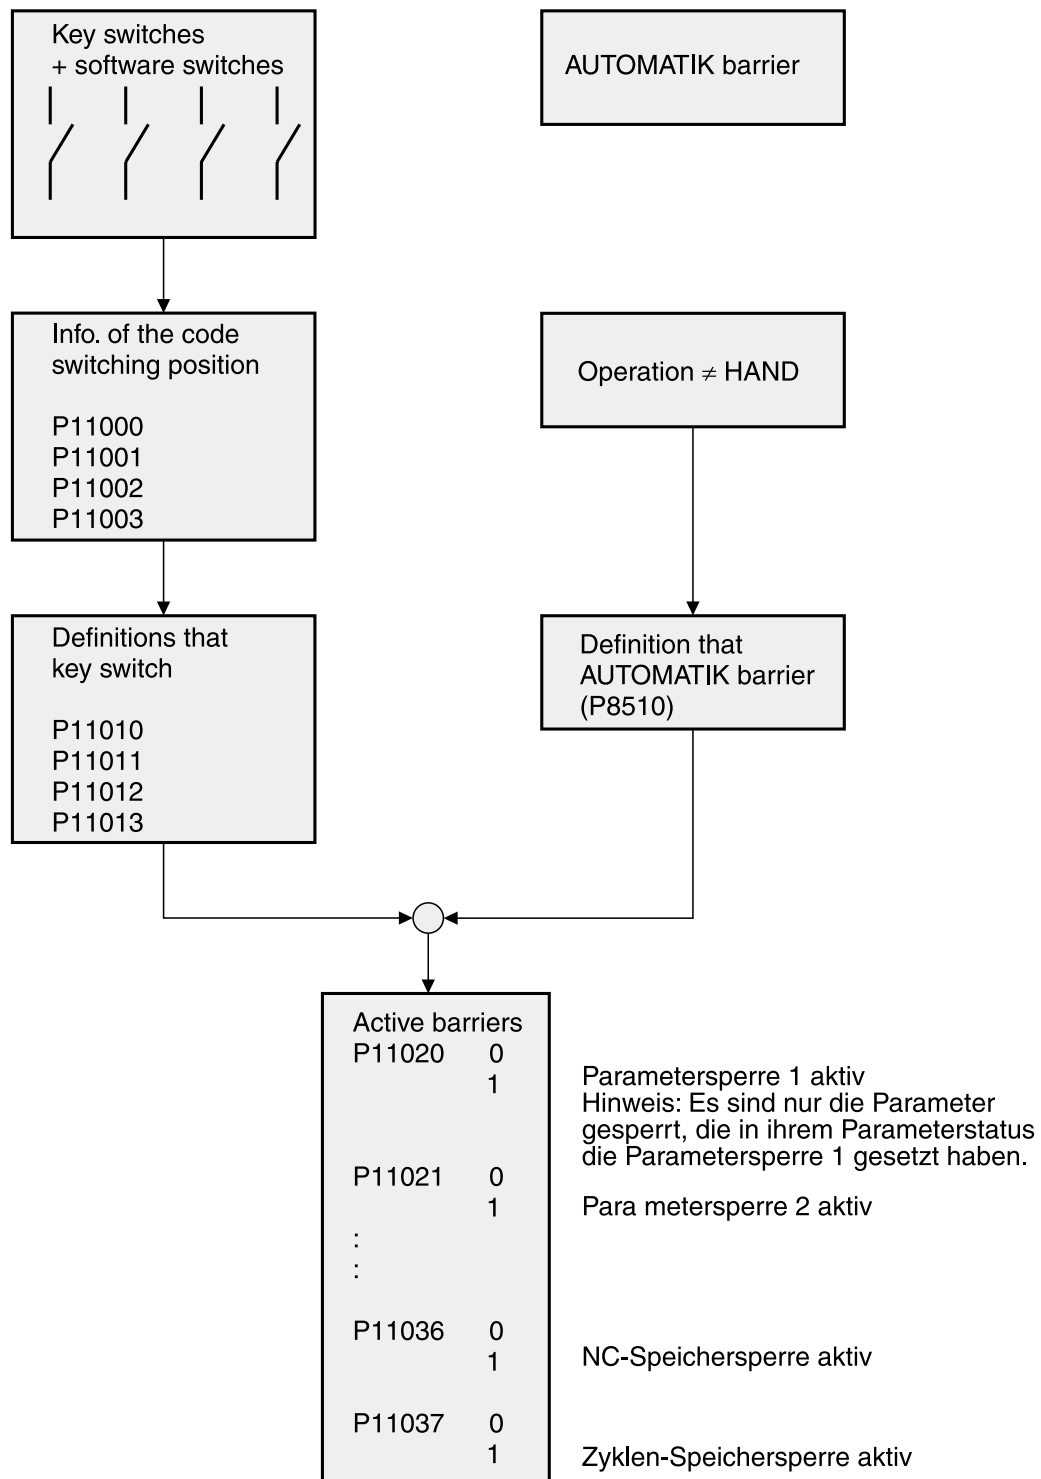 Key switches
+ software switches
AUTOMATIK barrier
Info. of the code
switching position
P11000
P11001
P11002
P11003
Operation ≠ HAND
Definitions that
key switch
P11010
P11011
P11012
P11013
Definition that
AUTOMATIK barrier
(P8510)
Active barriers
P11020 0
1
Parametersperre 1 aktiv
Hinweis: Es sind nur die Parameter
gesperrt, die in ihrem Parameterstatus
die Parametersperre 1 gesetzt haben.
P11021 0
1
Para metersperre 2 aktiv
:
:
P11036 0
1
NC-Speichersperre aktiv
P11037 0
1
Zyklen-Speichersperre aktiv